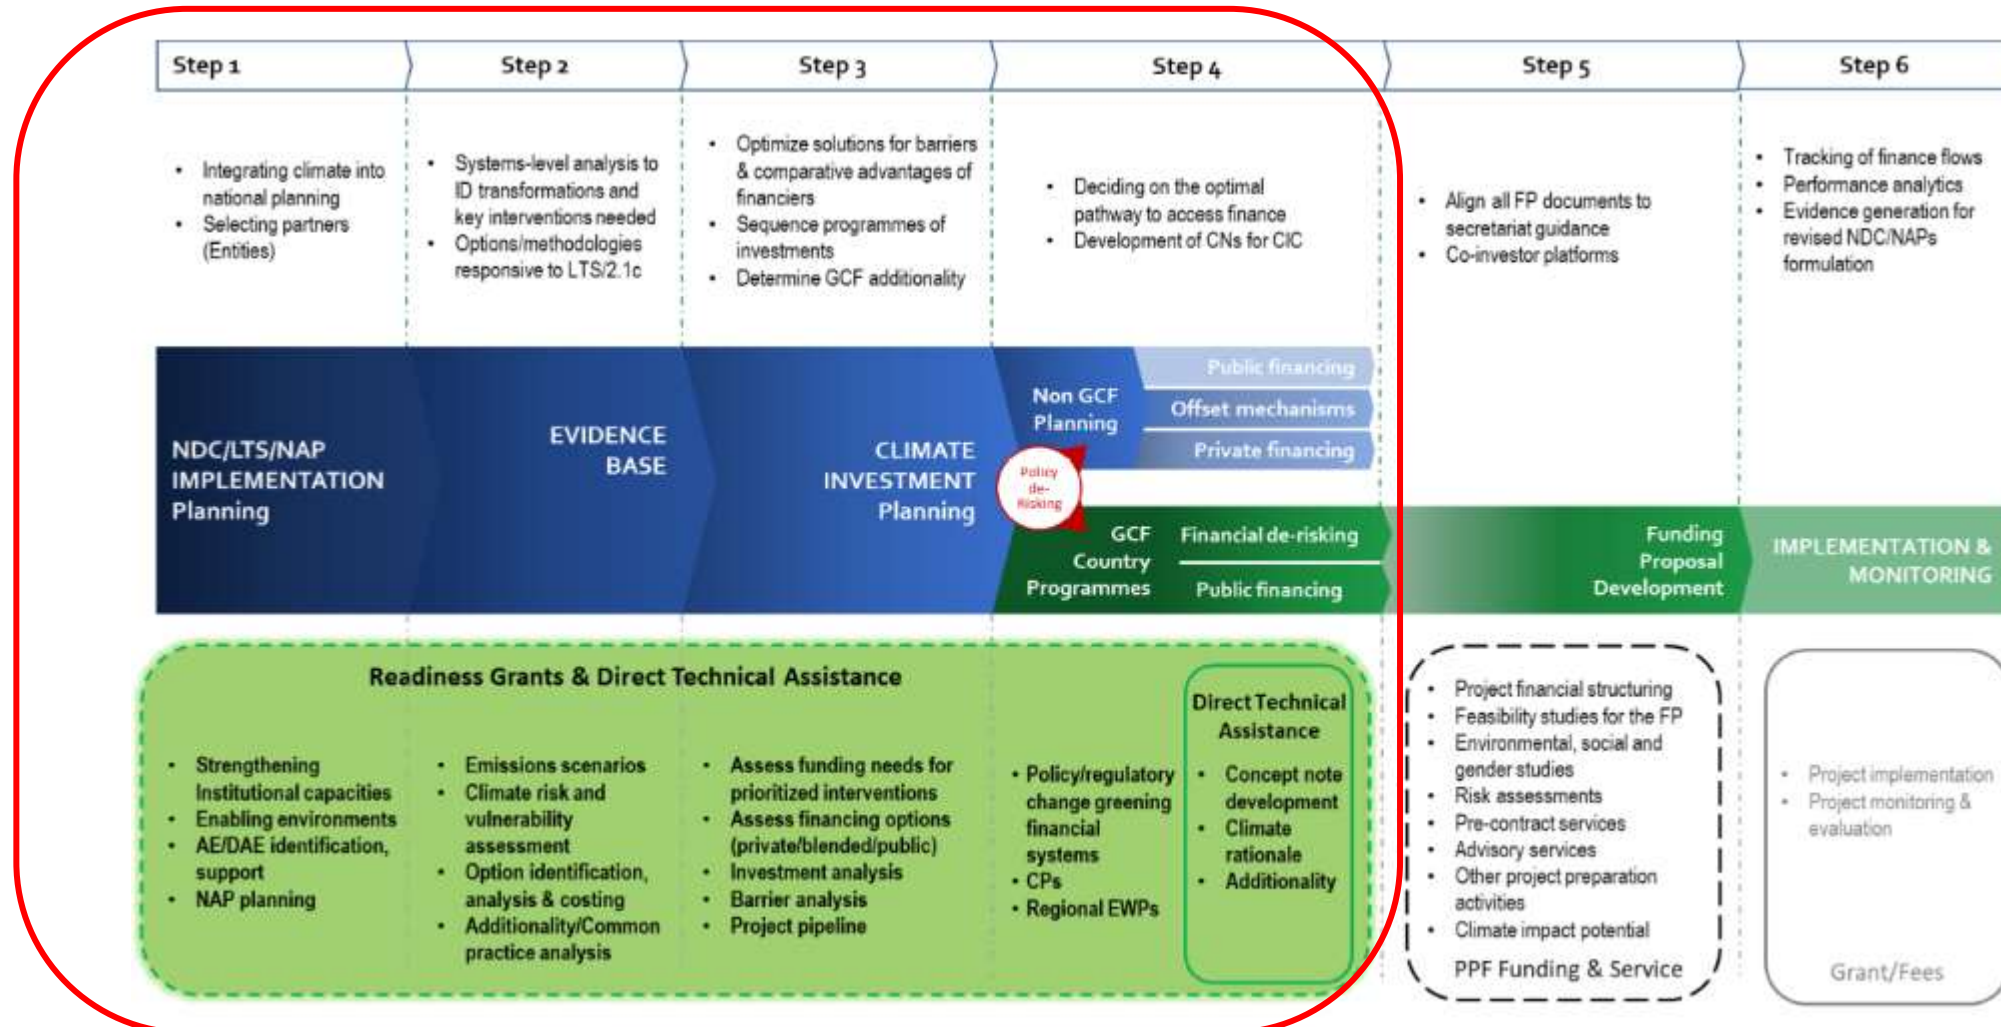 Step 1
Step 2
Step 3
Step 4
Step 5
Step 6
• Integrating climate into
national planning
• Selecting partners
(Entities)
• Systems-level analysis to
ID transformations and
key interventions needed
• Options/methodologies
responsive to LTS/2.1c
• Optimize solutions for barriers
& comparative advantages of
financiers
• Sequence programmes of
investments
• Determine GCF additionality
• Deciding on the optimal
pathway to access finance
• Development of CNs for CIC
• Align all FP documents to
secretariat guidance
• Co-investor platforms
• Tracking of finance flows
• Performance analytics
• Evidence generation for
revised NDC/NAPs
formulation
NDC/LTS/NAP
IMPLEMENTATION
Planning
EVIDENCE
BASE
CLIMATE
INVESTMENT
Planning
Non GCF
Planning
Public financing
Offset mechanisms
Private financing
Policy
de-
Risking
GCF
Country
Programmes
Financial de-risking
Public financing
Funding
Proposal
Development
IMPLEMENTATION &
MONITORING
Readiness Grants & Direct Technical Assistance
• Strengthening
Institutional capacities
• Enabling environments
• AE/DAE identification,
support
• NAP planning
• Emissions scenarios
• Climate risk and
vulnerability
assessment
• Option identification,
analysis & costing
• Additionality/Common
practice analysis
• Assess funding needs for
prioritized interventions
• Assess financing options
(private/blended/public)
• Investment analysis
• Barrier analysis
• Project pipeline
• Policy/regulatory
change greening
financial
systems
• CPs
• Regional EWPs
Direct Technical
Assistance
• Concept note
development
• Climate
rationale
• Additionality
• Project financial structuring
• Feasibility studies for the FP
• Environmental, social and
gender studies
• Risk assessments
• Pre-contract services
• Advisory services
• Other project preparation
activities
• Climate impact potential
PPF Funding & Service
• Project implementation
• Project monitoring &
evaluation
Grant/Fees